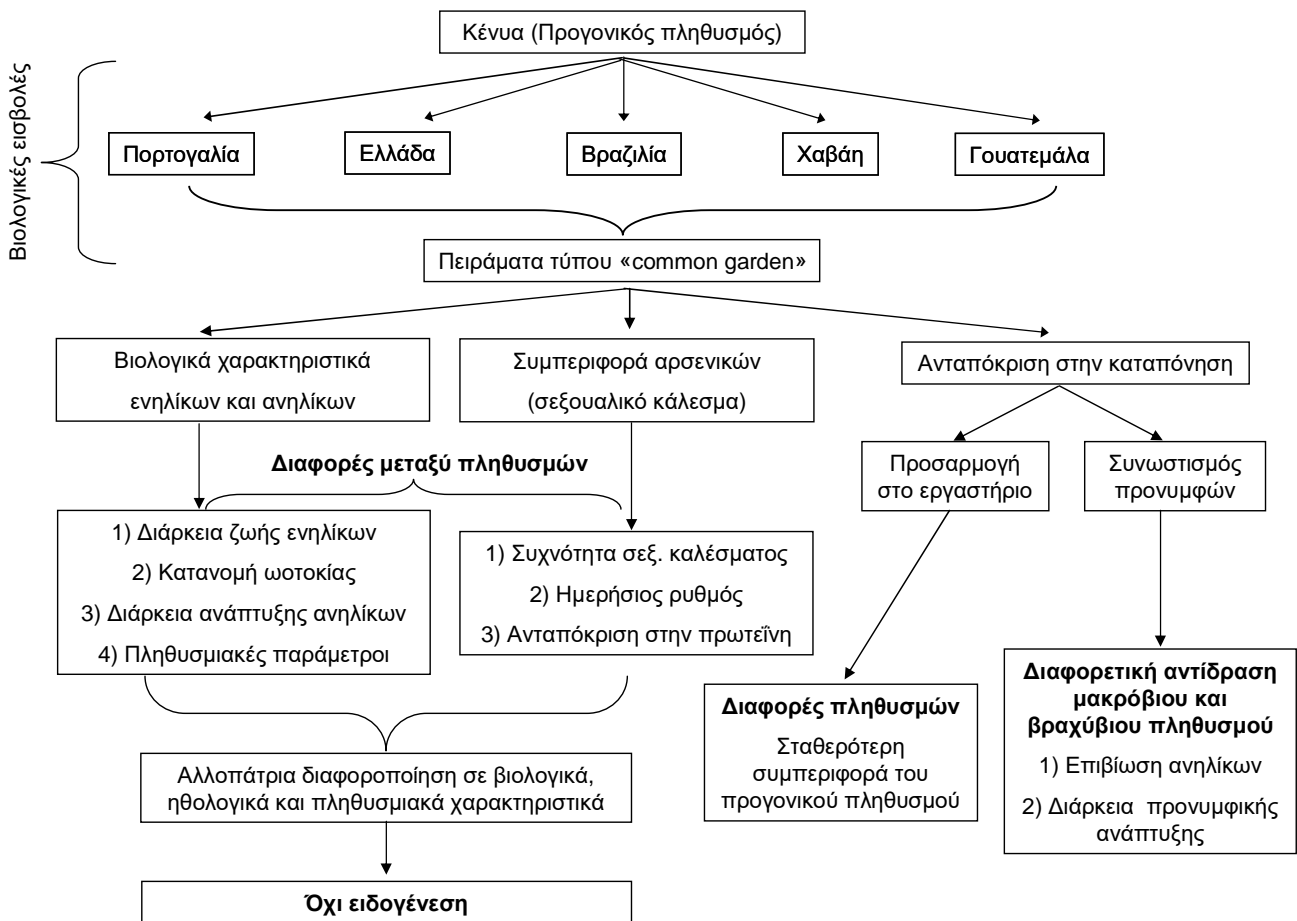 Κένυα (Προγονικός πληθυσμός)
Βιολογικές εισβολές
Πορτογαλία
Ελλάδα
Βραζιλία
Χαβάη
Γουατεμάλα
Πειράματα τύπου «common garden»
Βιολογικά χαρακτηριστικά
ενηλίκων και ανηλίκων
Συμπεριφορά αρσενικών
(σεξουαλικό κάλεσμα)
Ανταπόκριση στην καταπόνηση
Διαφορές μεταξύ πληθυσμών
Προσαρμογή
στο εργαστήριο
Συνωστισμός
προνυμφών
1) Διάρκεια ζωής ενηλίκων
2) Κατανομή ωοτοκίας
3) Διάρκεια ανάπτυξης ανηλίκων
4) Πληθυσμιακές παράμετροι
1) Συχνότητα σεξ. καλέσματος
2) Ημερήσιος ρυθμός
3) Ανταπόκριση στην πρωτεΐνη
Διαφορές πληθυσμών
Σταθερότερη
συμπεριφορά του
προγονικού πληθυσμού
Διαφορετική αντίδραση
μακρόβιου και
βραχύβιου πληθυσμού
1) Επιβίωση ανηλίκων
2) Διάρκεια προνυμφικής
ανάπτυξης
Αλλοπάτρια διαφοροποίηση σε βιολογικά,
ηθολογικά και πληθυσμιακά χαρακτηριστικά
Όχι ειδογένεση